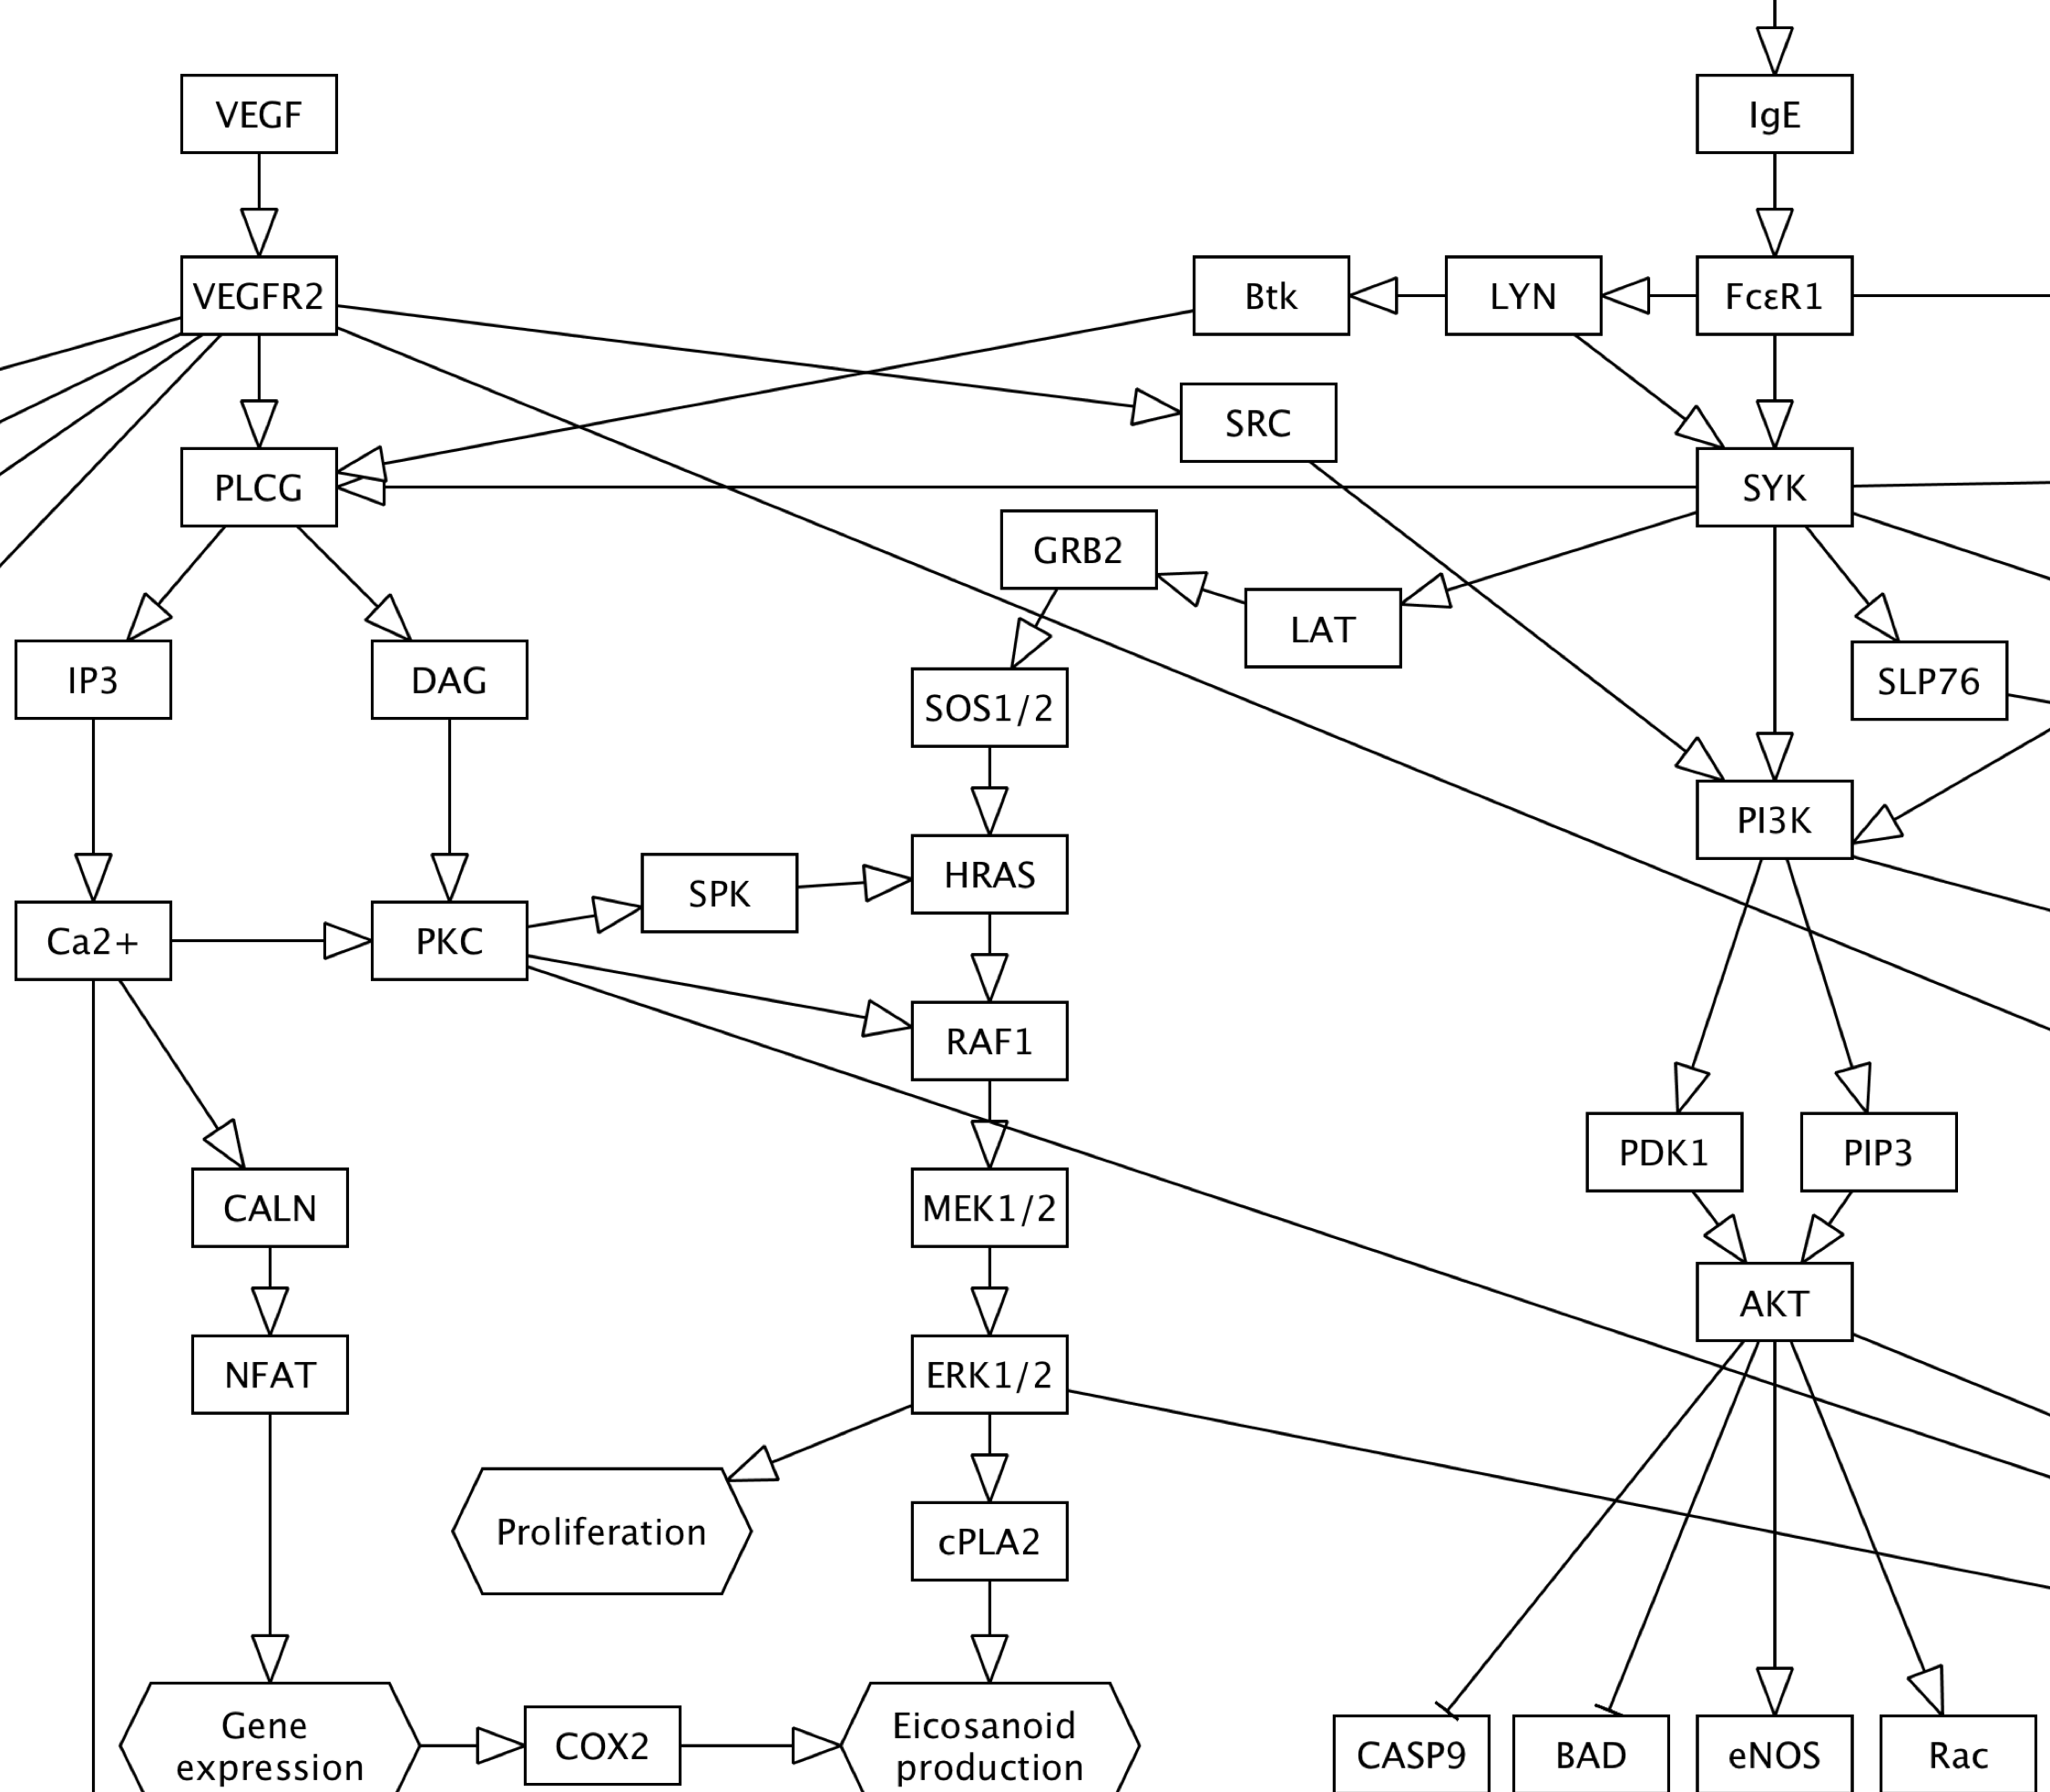 VEGF
IgE
VEGFR2
Btk
LYN
FcεR1
SRC
PLCG
SYK
GRB2
LAT
IP3
DAG
SOS1/2
SLP76
PI3K
SPK
HRAS
Ca2+
PKC
RAF1
PDK1
PIP3
CALN
MEK1/2
AKT
NFAT
ERK1/2
Proliferation
cPLA2
Gene
expression
COX2
Eicosanoid
production
CASP9
BAD
eNOS
Rac